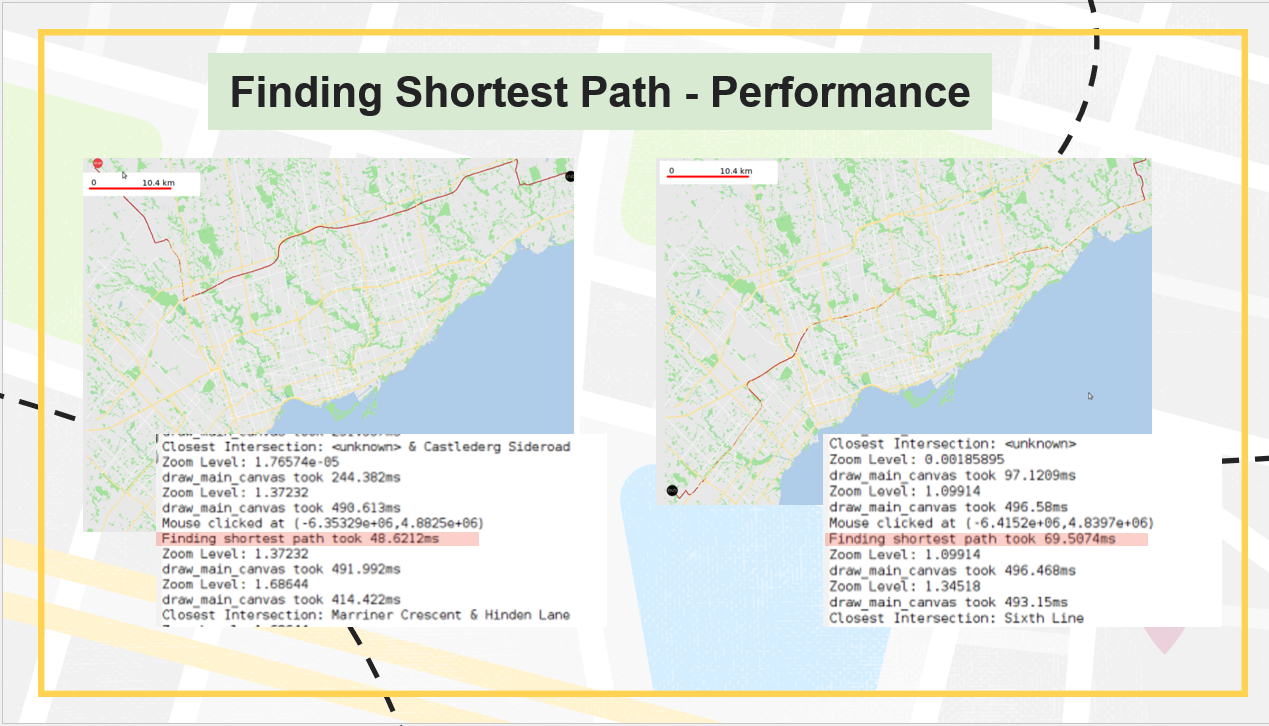 Finding Shortest Path - Performance
0 10.4 km
Closest Intersection: <unknown> & Castlederg Sideroad
Zoom Level: 1.76574e-05
draw_main_canvas took 244.382ms
Zoom Level: 1.37232
draw_main_canvas took 490.613ms
Mouse clicked at (-6.35329e+06,4.8825e+06)
Finding shortest path took 48.6212ms
Zoom Level: 1.37232
draw_main_canvas took 491.992ms
Zoom Level: 1.68644
draw_main_canvas took 414.422ms
Closest Intersection: Marriner Crescent & Hinden Lane
0 10.4 km
Closest Intersection: <unknown>
Zoom Level: 0.00185895
draw_main_canvas took 97.1209ms
Zoom Level: 1.09914
draw_main_canvas took 496.58ms
Mouse clicked at (-6.4152e+06,4.8397e+06)
Finding shortest path took 69.5074ms
Zoom Level: 1.09914
draw_main_canvas took 496.468ms
Zoom Level: 1.34518
draw_main_canvas took 493.15ms
Closest Intersection: Sixth Line